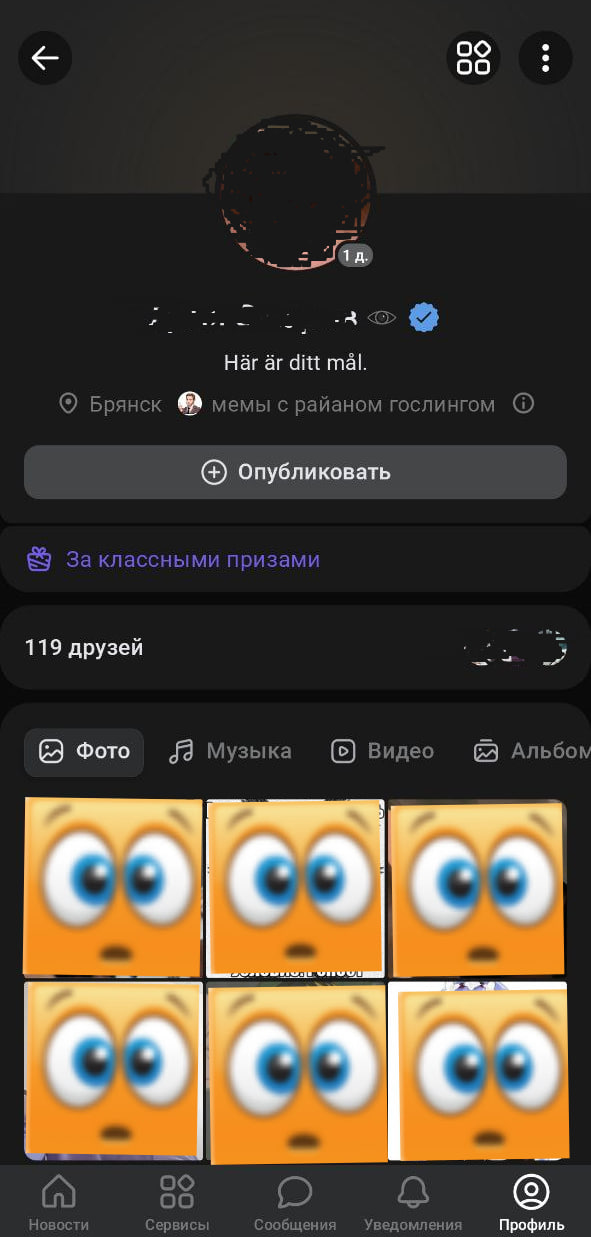 1 д.
Här är ditt mål.
Брянск мемы с райаном гослингом
Опубликовать
За классными призами
119 друзей
Фото Музыка Видео Альбом
Новости Сервисы Сообщения Уведомления Профиль